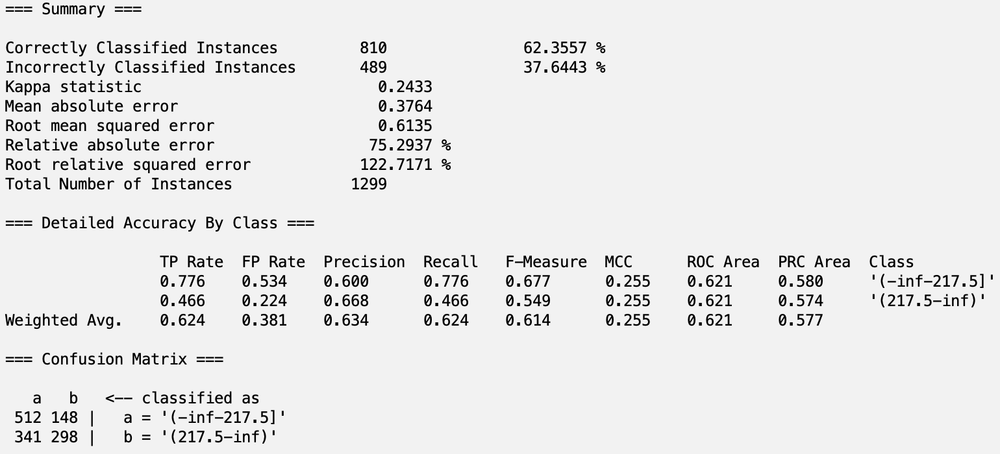 === Summary ===
Correctly Classified Instances 810 62.3557 %
Incorrectly Classified Instances 489 37.6443 %
Kappa statistic 0.2433
Mean absolute error 0.3764
Root mean squared error 0.6135
Relative absolute error 75.2937 %
Root relative squared error 122.7171 %
Total Number of Instances 1299
=== Detailed Accuracy By Class ===
TP Rate FP Rate Precision Recall F-Measure MCC ROC Area PRC Area Class
0.776 0.534 0.600 0.776 0.677 0.255 0.621 0.580 '(-inf-217.5]'
0.466 0.224 0.668 0.466 0.549 0.255 0.621 0.574 '(217.5-inf)'
Weighted Avg. 0.624 0.381 0.634 0.624 0.614 0.255 0.621 0.577
=== Confusion Matrix ===
a b <-- classified as
512 148 | a = '(-inf-217.5]'
341 298 | b = '(217.5-inf)'